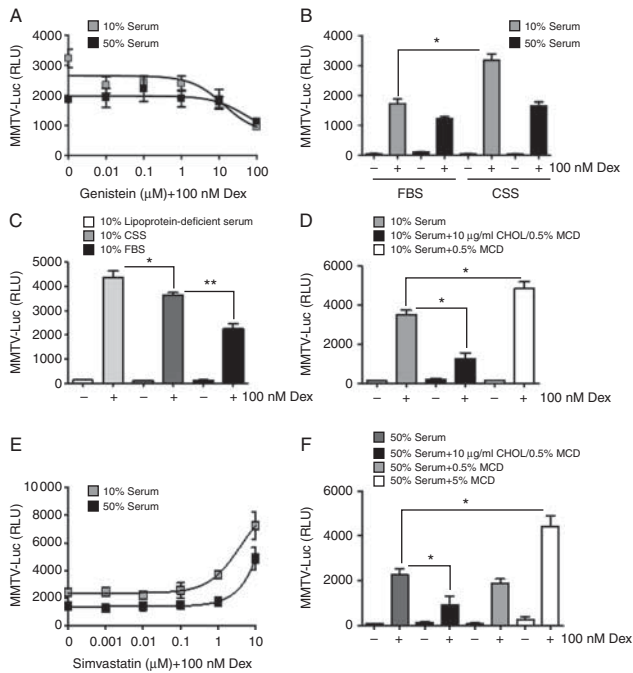 A
10% Serum
50% Serum
MMTV-Luc (RLU)
4000
3000
2000
1000
0
0 0.01 0.1 1 10 100
Genistein (μM)+100 nM Dex
B
10% Serum
50% Serum
MMTV-Luc (RLU)
4000
3000
2000
1000
0
*
– + – + – + – + 100 nM Dex
FBS CSS
C
10% Lipoprotein-deficient serum
10% CSS
10% FBS
MMTV-Luc (RLU)
5000
4000
3000
2000
1000
0
* **
– + – + – + 100 nM Dex
D
10% Serum
10% Serum+10 μg/ml CHOL/0.5% MCD
10% Serum+0.5% MCD
MMTV-Luc (RLU)
6000
4000
2000
0
*
*
– + – + – + 100 nM Dex
E
10% Serum
50% Serum
MMTV-Luc (RLU)
10 000
8000
6000
4000
2000
0
0 0.001 0.01 0.1 1 10
Simvastatin (μM)+100 nM Dex
F
50% Serum
50% Serum+10 μg/ml CHOL/0.5% MCD
50% Serum+0.5% MCD
50% Serum+5% MCD
MMTV-Luc (RLU)
6000
4000
2000
0
*
*
– + – + – + – + 100 nM Dex